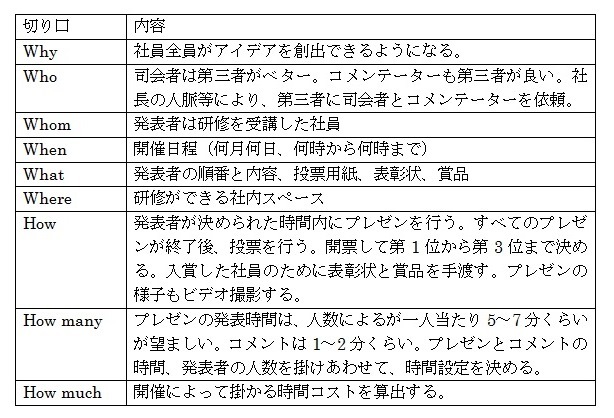 切り口 内容
Why 社員全員がアイデアを創出できるようになる。
Who 司会者は第三者がベター。コメンテーターも第三者が良い。社
長の人脈等により、第三者に司会者とコメンテーターを依頼。
Whom 発表者は研修を受講した社員
When 開催日程（何月何日、何時から何時まで）
What 発表者の順番と内容、投票用紙、表彰状、賞品
Where 研修ができる社内スペース
How 発表者が決められた時間内にプレゼンを行う。すべてのプレゼ
ンが終了後、投票を行う。開票して第1位から第3位まで決め
る。入賞した社員のために表彰状と賞品を手渡す。プレゼンの
様子もビデオ撮影する。
How many プレゼンの発表時間は、人数によるが一人当たり5～7分くらい
が望ましい。コメントは1～2分くらい。プレゼンとコメントの
時間、発表者の人数を掛けあわせて、時間設定を決める。
How much 開催によって掛かる時間コストを算出する。